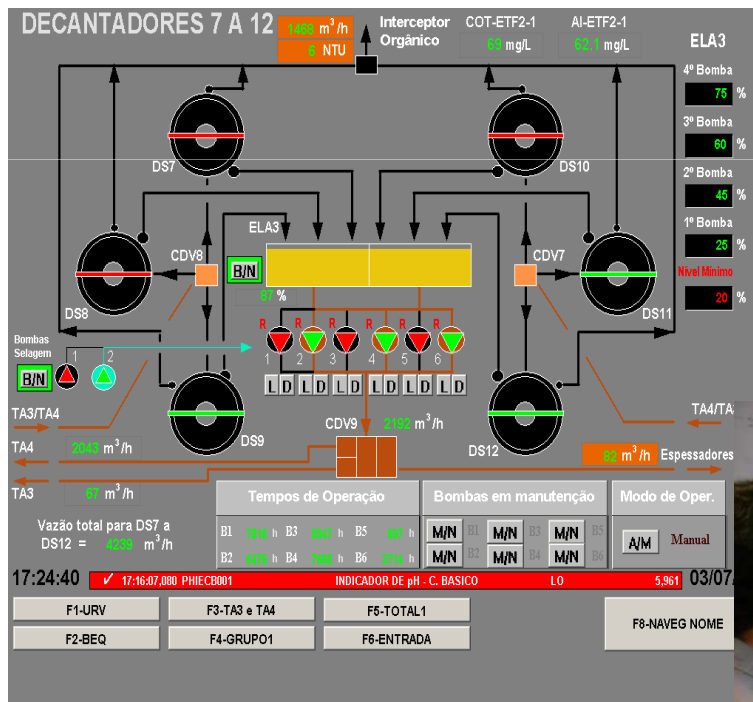 DECANTADORES 7 A 12
1468 m³/h
6 NTU
Interceptor
Orgânico
COT-ETF2-1
69 mg/L
AI-ETF2-1
62,1 mg/L
ELA3
4º Bomba
75 %
3º Bomba
60 %
2º Bomba
45 %
1º Bomba
25 %
Nível Mínimo
20 %
DS7
DS10
ELA3
CDV8
B/N
CDV7
DS8
87 %
DS11
Bombas
Selagem
1 2
B/N
R R R R R R
1 2 3 4 5 6
L D L D L D
TA3/TA4
DS9
CDV9
2192 m³/h
DS12
TA4
2043 m³/h
82 m³/h
Espessadores
TA3
67 m³/h
Vazão total para DS7 a
DS12 = 4239 m³/h
Tempos de Operação
B1 h B3 h B5 h
B2 h B4 h B6 h
Bombas em manutenção
M/N B1 M/N B3 M/N B5
M/N B2 M/N B4 M/N B6
Modo de Oper.
A/M Manual
17:24:40
✓ 17:16:07,080 PHIECB001 INDICADOR DE pH - C. BASICO LO 5,961
03/07/
F1-URV
F3-TA3 e TA4
F5-TOTAL1
F8-NAVEG NOME
F2-BEQ
F4-GRUPO1
F6-ENTRADA